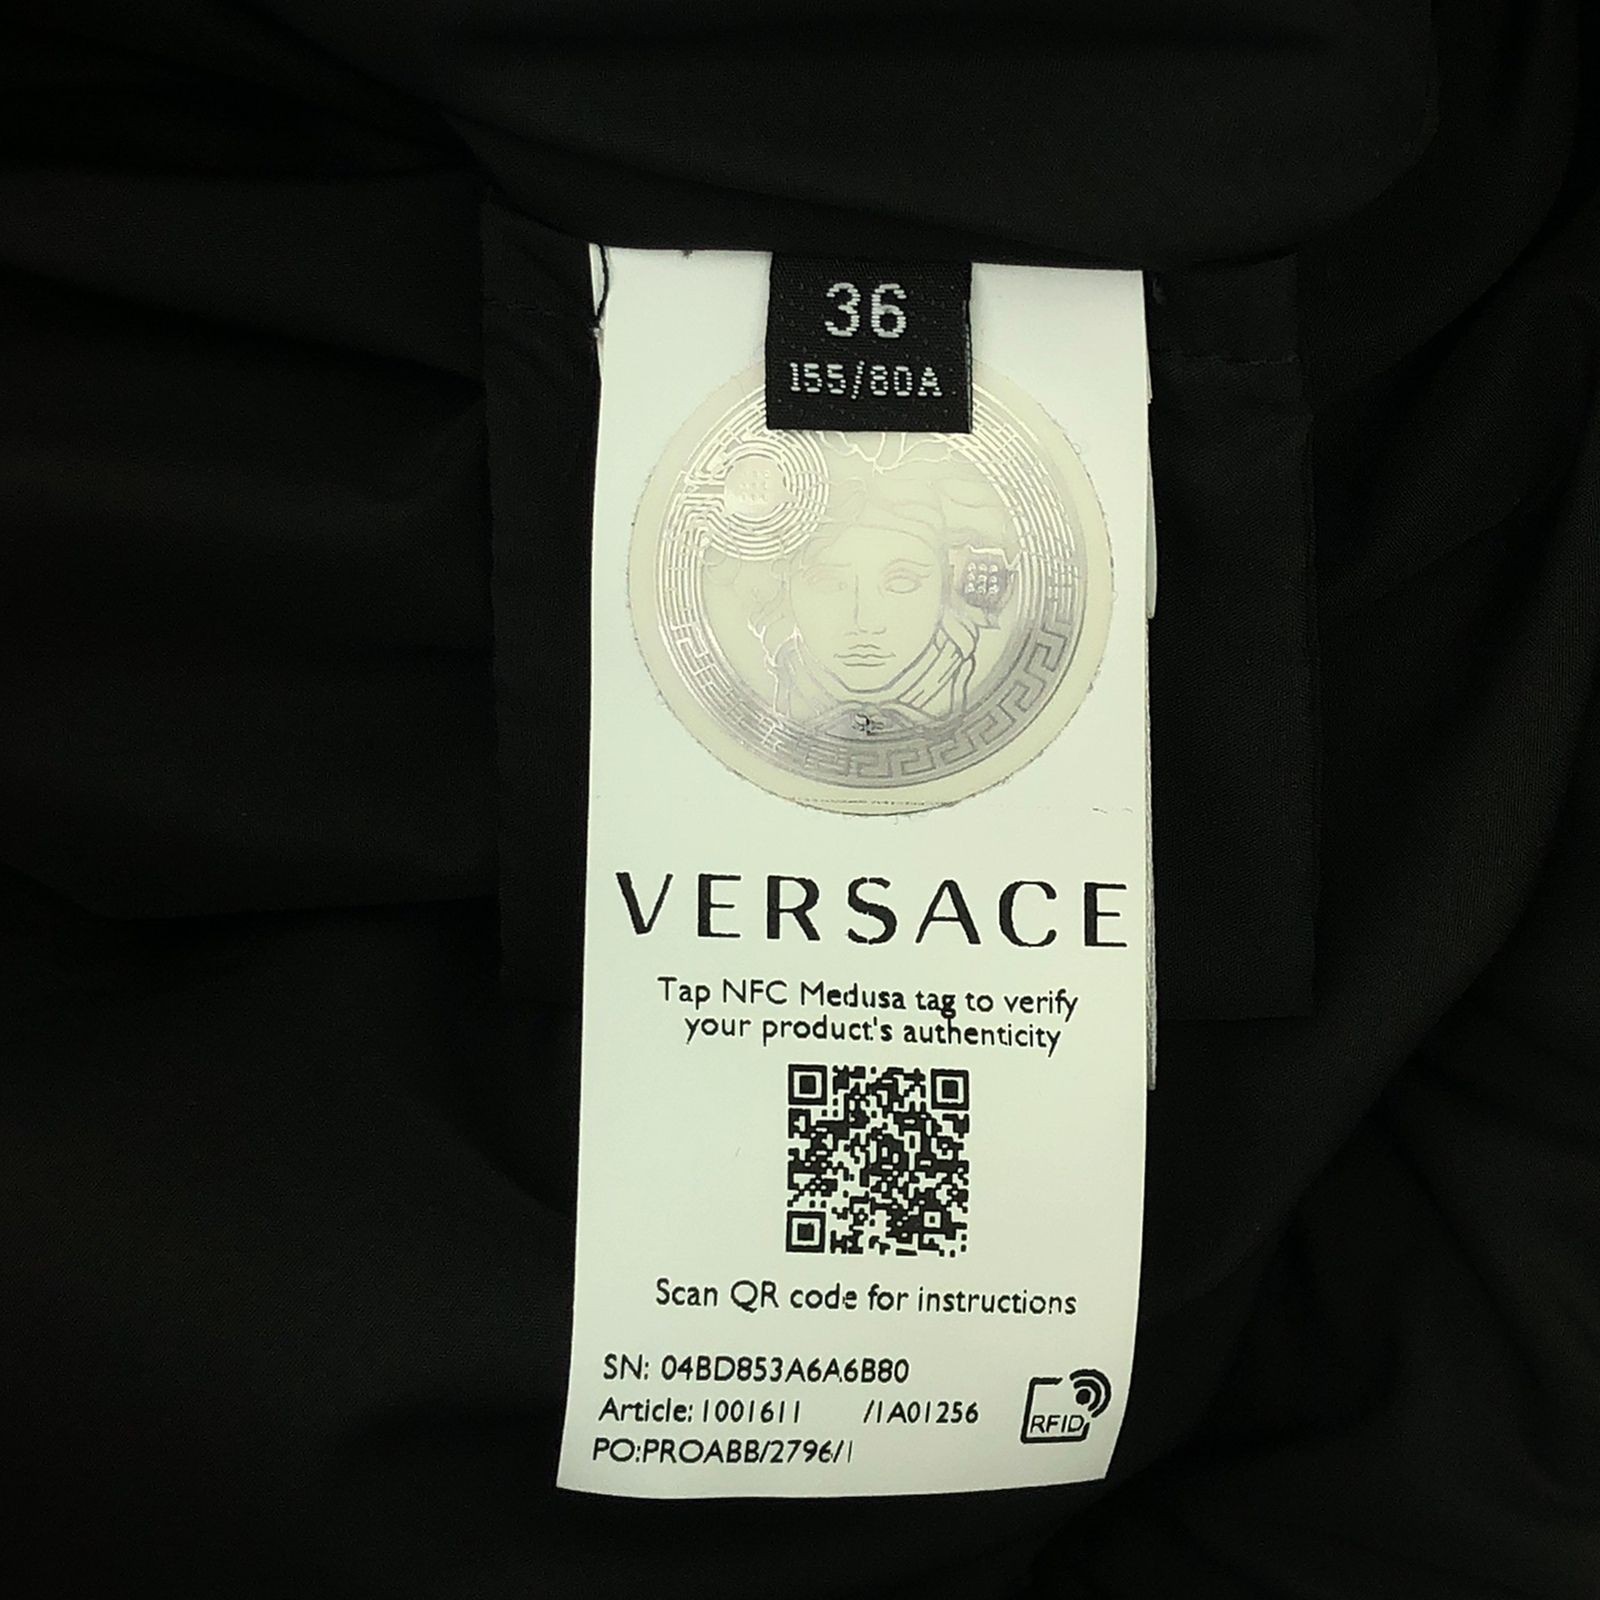 36
155/80A
VERSACE
Tap NFC Medusa tag to verify
your product's authenticity
Scan QR code for instructions
SN: 04BD853A6A6B80
Article: 1001611 /1A01256
PO:PROABB/2796/1
RFID